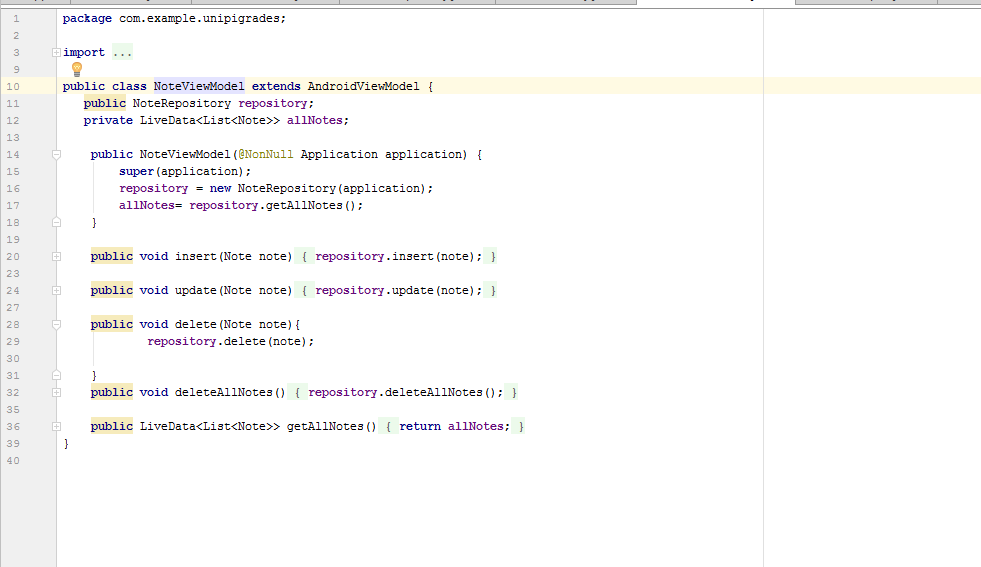 1 package com.example.unipigrades;
2
3 import ...
9
10 public class NoteViewModel extends AndroidViewModel {
11 public NoteRepository repository;
12 private LiveData<List<Note>> allNotes;
13
14 public NoteViewModel(@NonNull Application application) {
15 super(application);
16 repository = new NoteRepository(application);
17 allNotes= repository.getAllNotes();
18 }
19
20 public void insert(Note note) { repository.insert(note); }
23
24 public void update(Note note) { repository.update(note); }
27
28 public void delete(Note note){
29 repository.delete(note);
30
31 }
32 public void deleteAllNotes() { repository.deleteAllNotes(); }
35
36 public LiveData<List<Note>> getAllNotes() { return allNotes; }
39 }
40